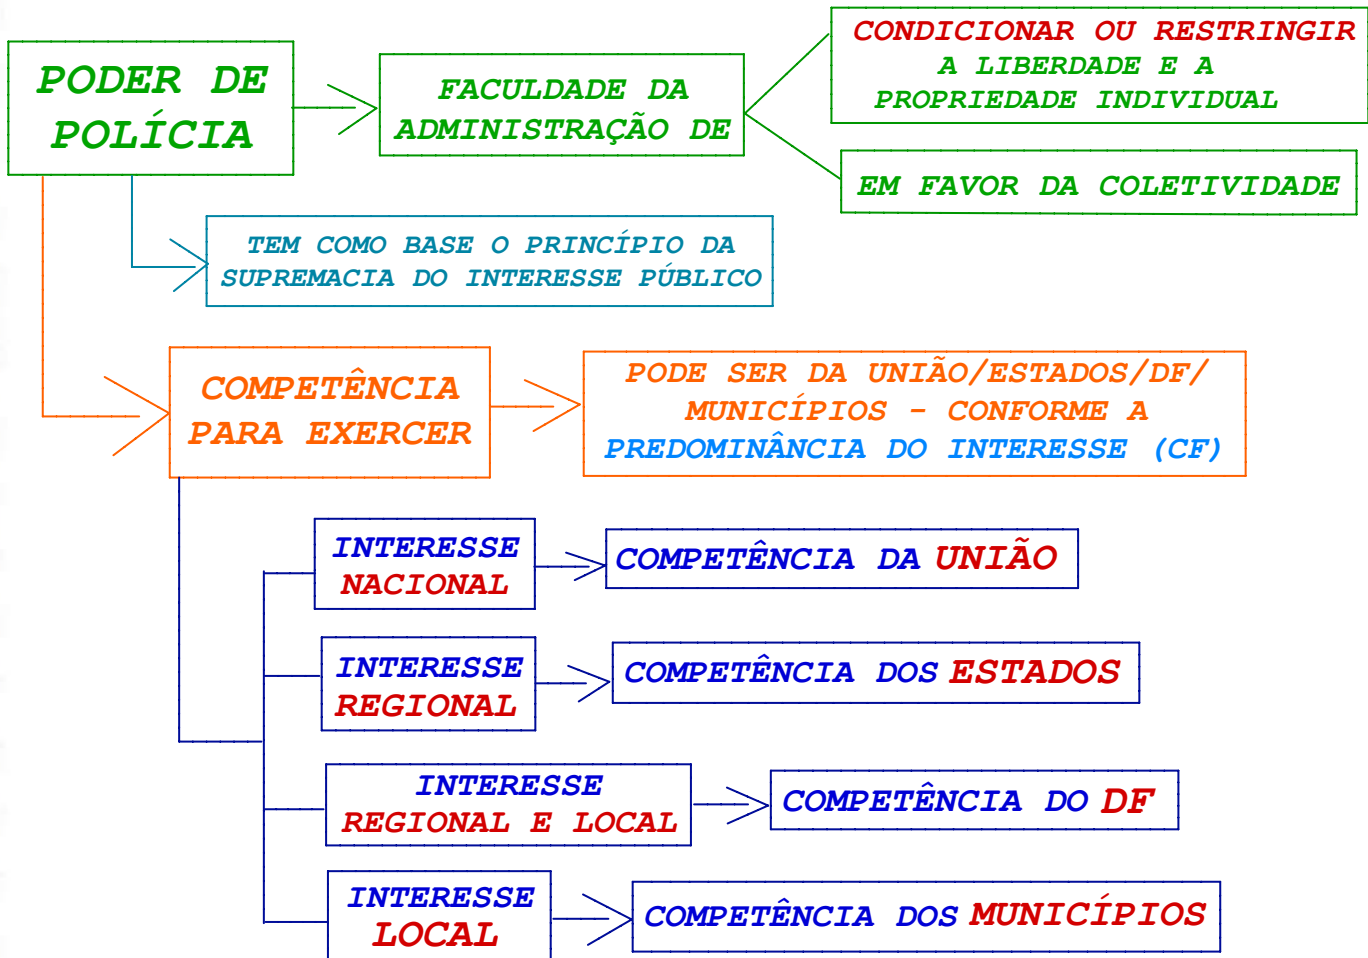 PODER DE
POLÍCIA
FACULDADE DA
ADMINISTRAÇÃO DE
CONDICIONAR OU RESTRINGIR
A LIBERDADE E A
PROPRIEDADE INDIVIDUAL
EM FAVOR DA COLETIVIDADE
TEM COMO BASE O PRINCÍPIO DA
SUPREMACIA DO INTERESSE PÚBLICO
COMPETÊNCIA
PARA EXERCER
PODE SER DA UNIÃO/ESTADOS/DF/
MUNICÍPIOS - CONFORME A
PREDOMINÂNCIA DO INTERESSE (CF)
INTERESSE
NACIONAL
COMPETÊNCIA DA UNIÃO
INTERESSE
REGIONAL
COMPETÊNCIA DOS ESTADOS
INTERESSE
REGIONAL E LOCAL
COMPETÊNCIA DO DF
INTERESSE
LOCAL
COMPETÊNCIA DOS MUNICÍPIOS